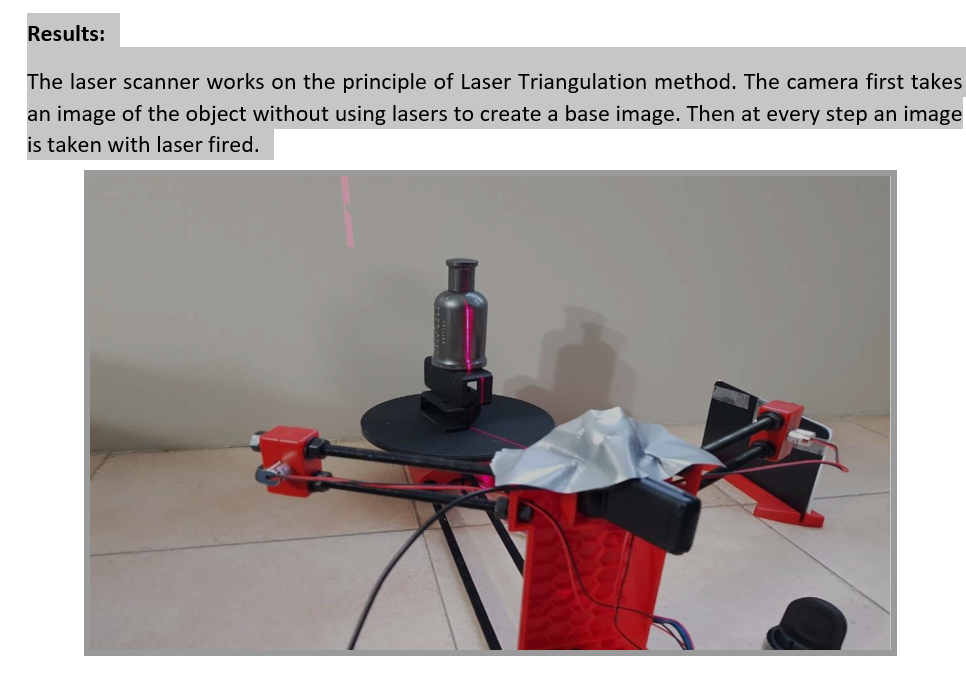 Results:
The laser scanner works on the principle of Laser Triangulation method. The camera first takes
an image of the object without using lasers to create a base image. Then at every step an image
is taken with laser fired.